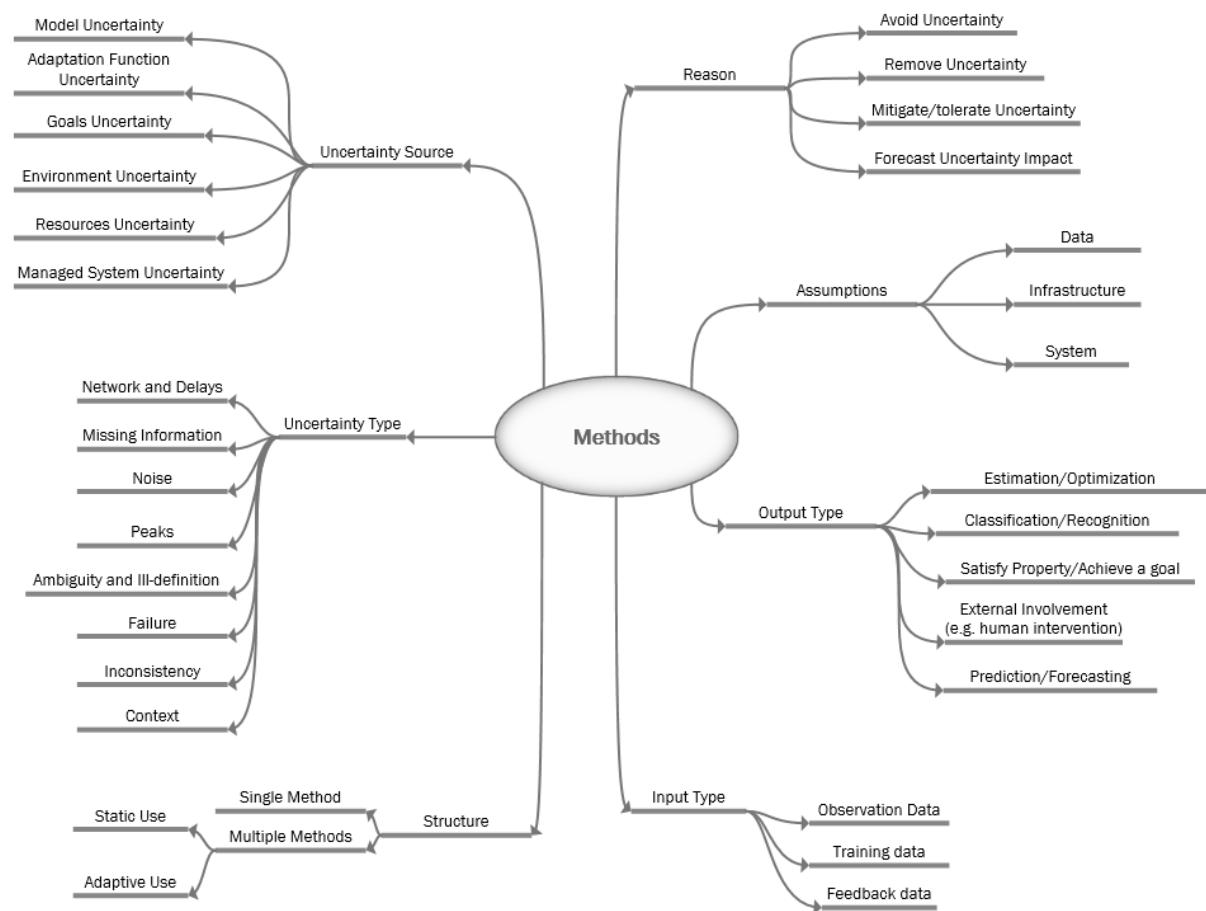 Model Uncertainty
Adaptation Function
Uncertainty
Goals Uncertainty
Environment Uncertainty
Resources Uncertainty
Managed System Uncertainty
Uncertainty Source
Avoid Uncertainty
Remove Uncertainty
Mitigate/tolerate Uncertainty
Forecast Uncertainty Impact
Reason
Data
Infrastructure
System
Assumptions
Methods
Network and Delays
Missing Information
Noise
Peaks
Ambiguity and Ill-definition
Failure
Inconsistency
Context
Uncertainty Type
Estimation/Optimization
Classification/Recognition
Satisfy Property/Achieve a goal
External Involvement
(e.g. human intervention)
Prediction/Forecasting
Output Type
Single Method
Multiple Methods
Static Use
Adaptive Use
Structure
Input Type
Observation Data
Training data
Feedback data